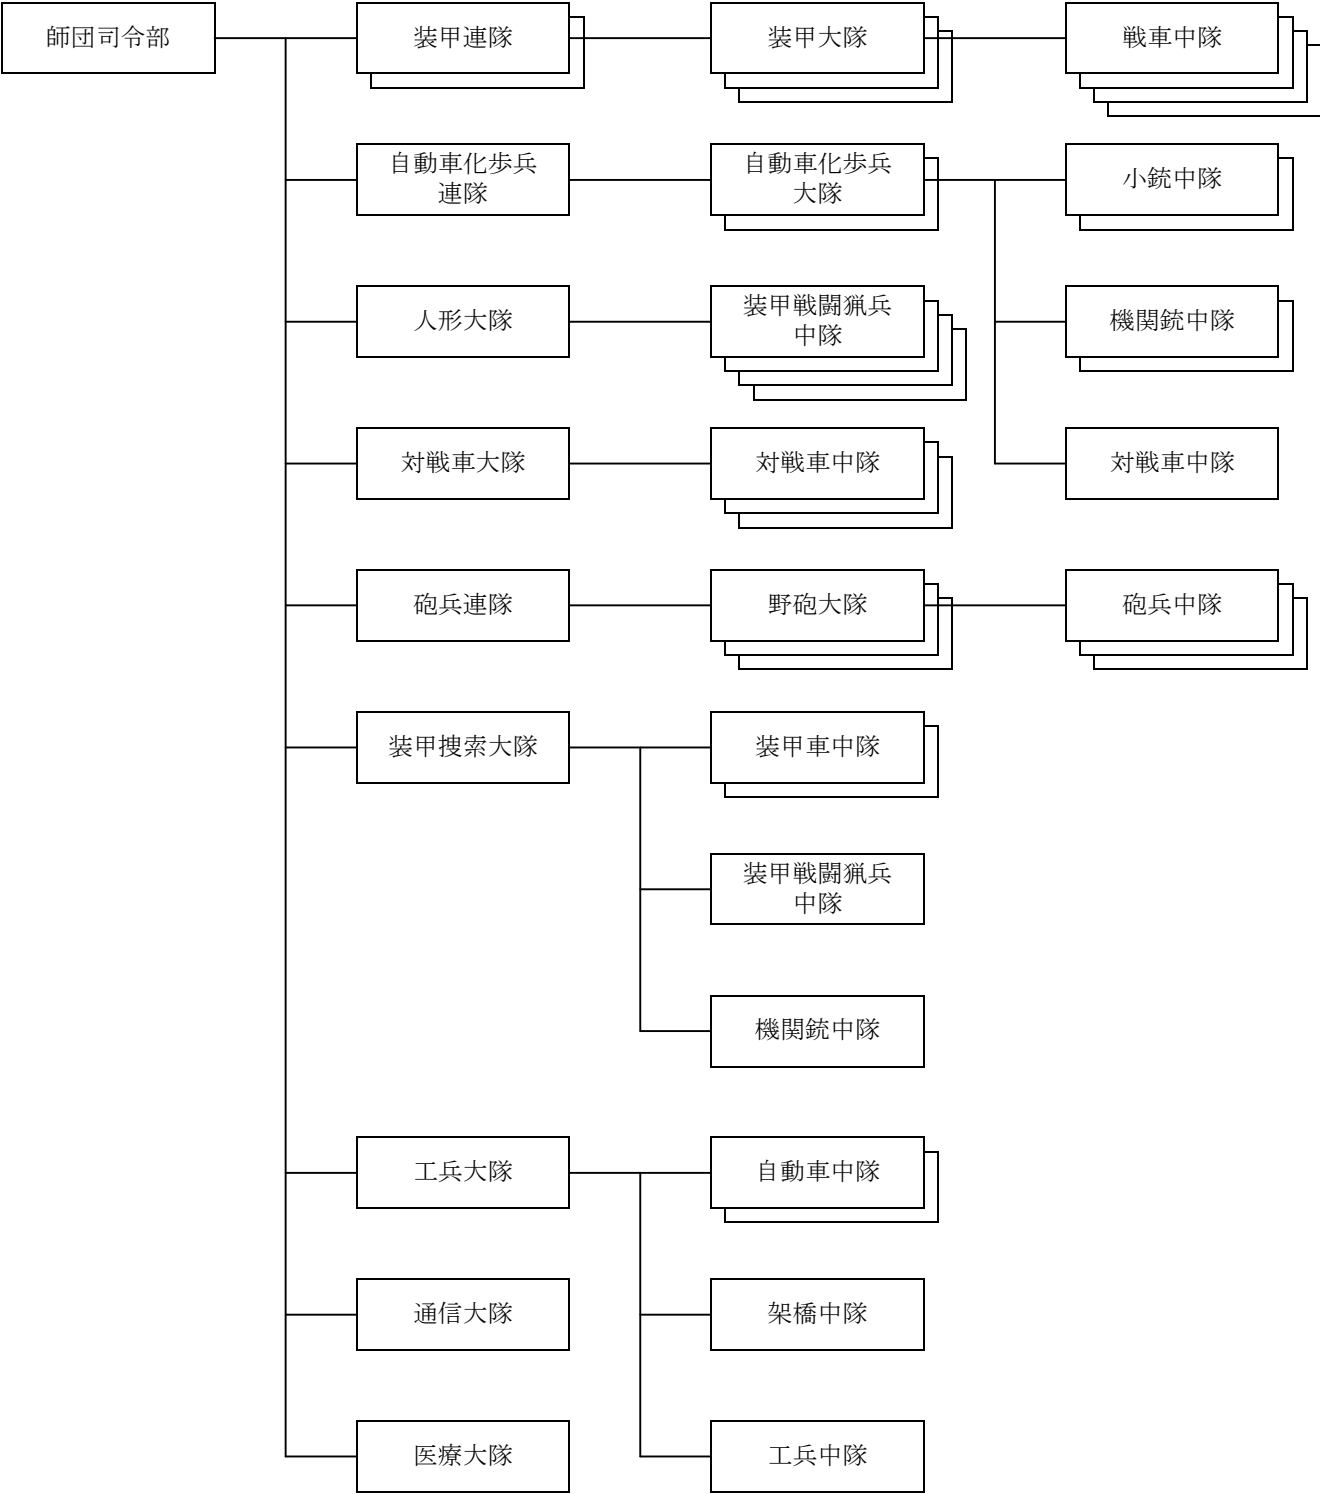 師団司令部
装甲連隊
装甲大隊
戦車中隊
自動車化歩兵
連隊
自動車化歩兵
大隊
小銃中隊
人形大隊
装甲戦闘猟兵
中隊
機関銃中隊
対戦車大隊
対戦車中隊
対戦車中隊
砲兵連隊
野砲大隊
砲兵中隊
装甲捜索大隊
装甲車中隊
装甲戦闘猟兵
中隊
機関銃中隊
工兵大隊
自動車中隊
通信大隊
架橋中隊
医療大隊
工兵中隊